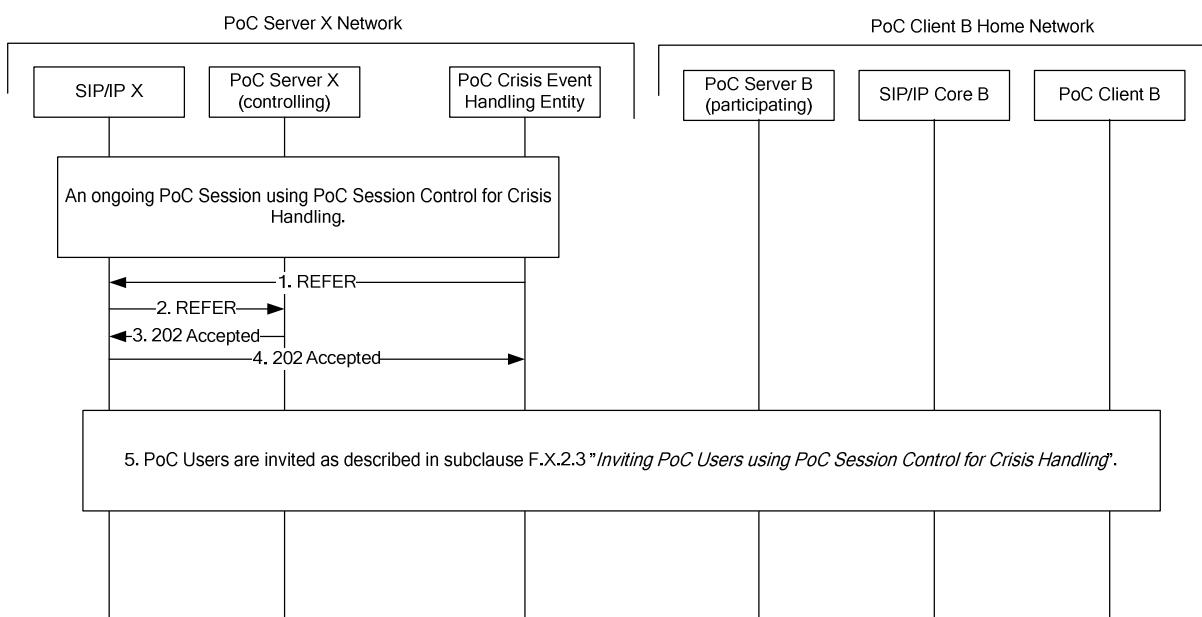 PoC Server X Network
PoC Client B Home Network
SIP/IP X
PoC Server X
(controlling)
PoC Crisis Event
Handling Entity
PoC Server B
(participating)
SIP/IP Core B
PoC Client B
An ongoing PoC Session using PoC Session Control for Crisis
Handling.
1. REFER
2. REFER
3. 202 Accepted
4. 202 Accepted
5. PoC Users are invited as described in subclause F.X.2.3 "Inviting PoC Users using PoC Session Control for Crisis Handling".